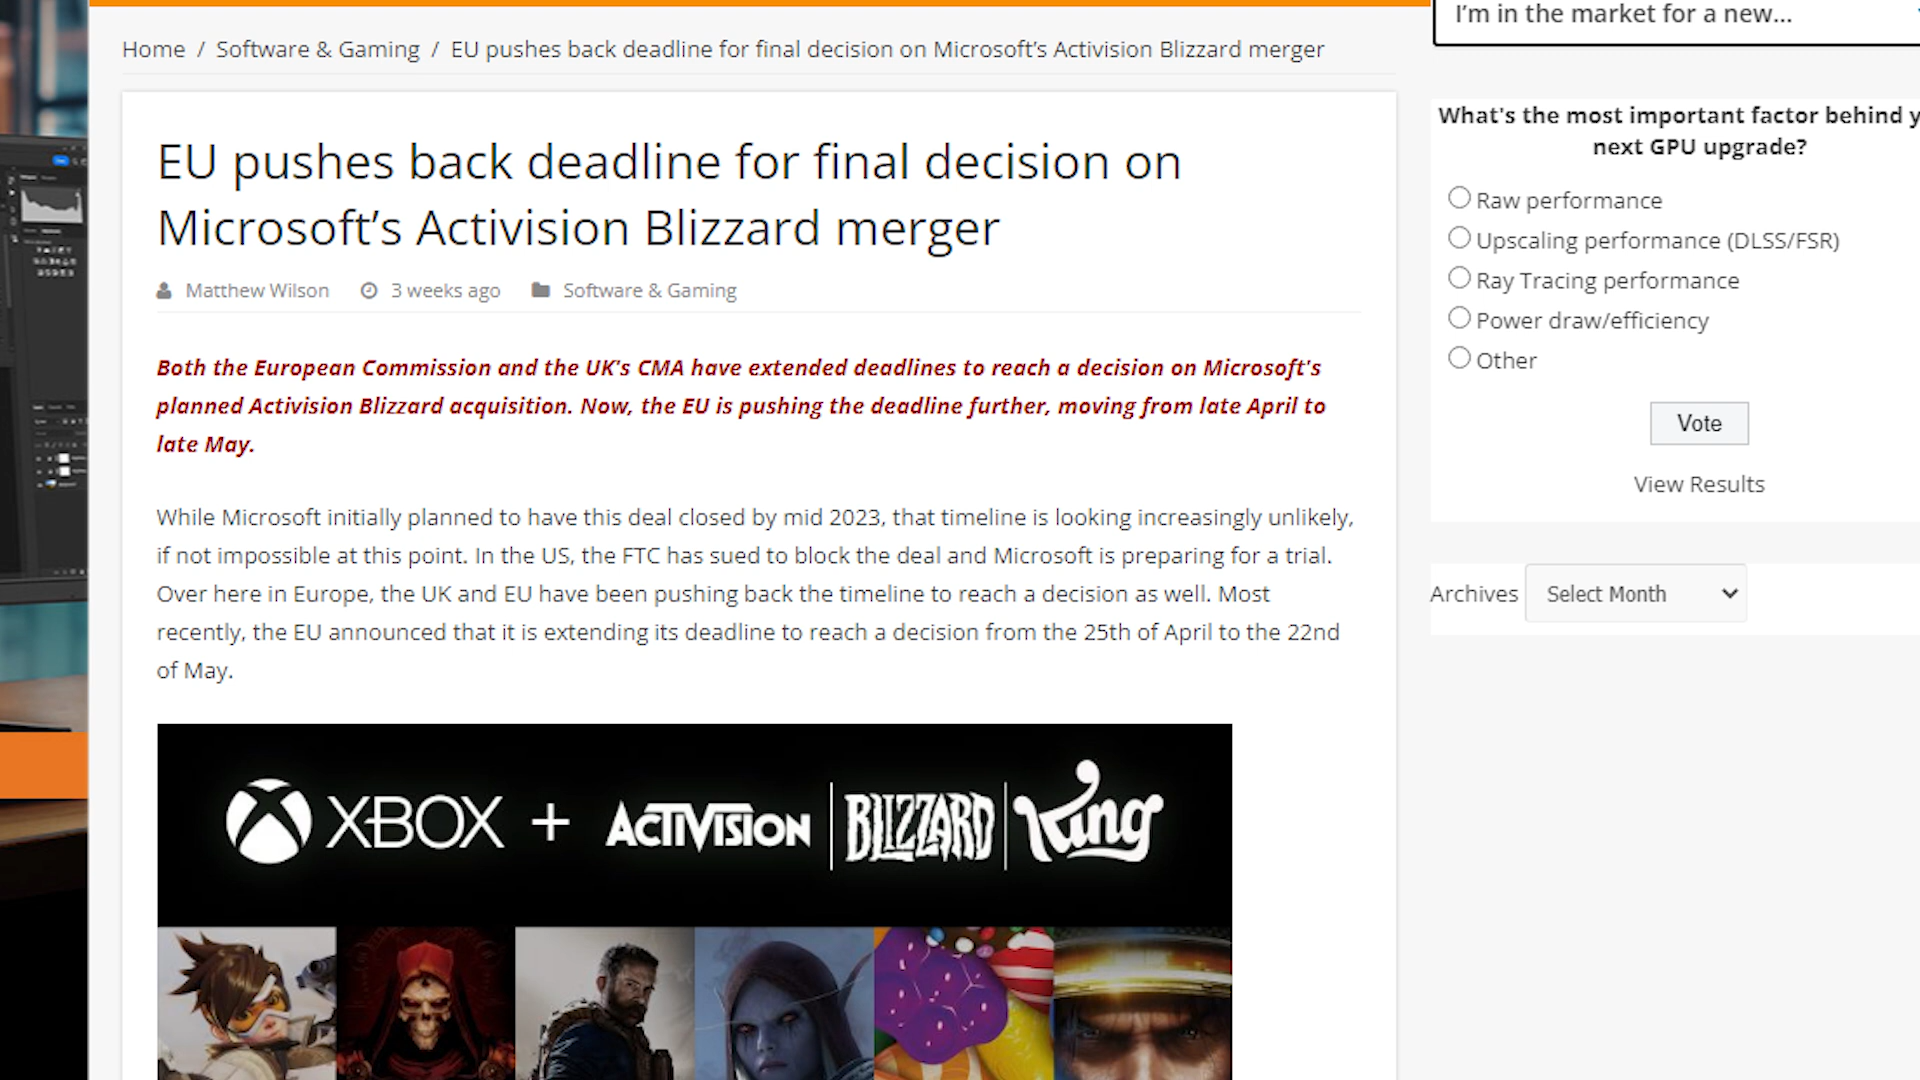 I'm in the market for a new...
Home / Software & Gaming / EU pushes back deadline for final decision on Microsoft's Activision Blizzard merger
EU pushes back deadline for final decision on
Microsoft's Activision Blizzard merger
Matthew Wilson 3 weeks ago Software & Gaming
Both the European Commission and the UK's CMA have extended deadlines to reach a decision on Microsoft's
planned Activision Blizzard acquisition. Now, the EU is pushing the deadline further, moving from late April to
late May.
While Microsoft initially planned to have this deal closed by mid 2023, that timeline is looking increasingly unlikely,
if not impossible at this point. In the US, the FTC has sued to block the deal and Microsoft is preparing for a trial.
Over here in Europe, the UK and EU have been pushing back the timeline to reach a decision as well. Most
recently, the EU announced that it is extending its deadline to reach a decision from the 25th of April to the 22nd
of May.
XBOX + ACTIVISION BLIZZARD King
What's the most important factor behind
next GPU upgrade?
Raw performance
Upscaling performance (DLSS/FSR)
Ray Tracing performance
Power draw/efficiency
Other
Vote
View Results
Archives Select Month